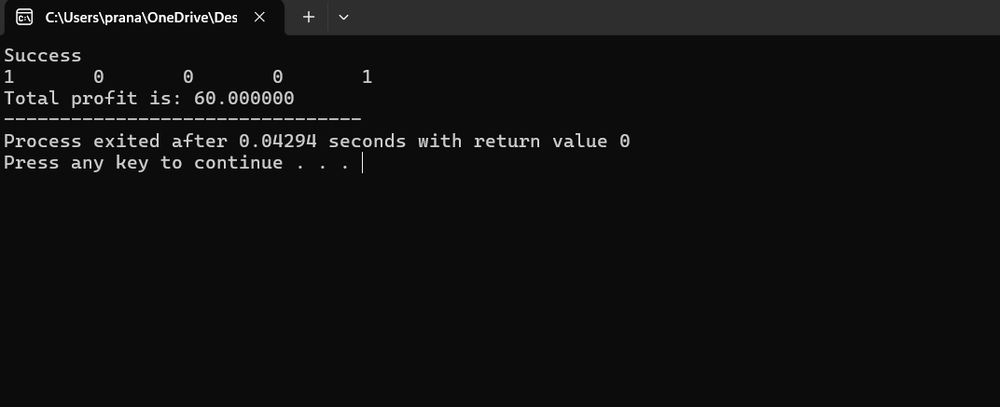 C:\Users\prana\OneDrive\Des
Success
1 0 0 0 1
Total profit is: 60.000000
--------------------------------
Process exited after 0.04294 seconds with return value 0
Press any key to continue . . .